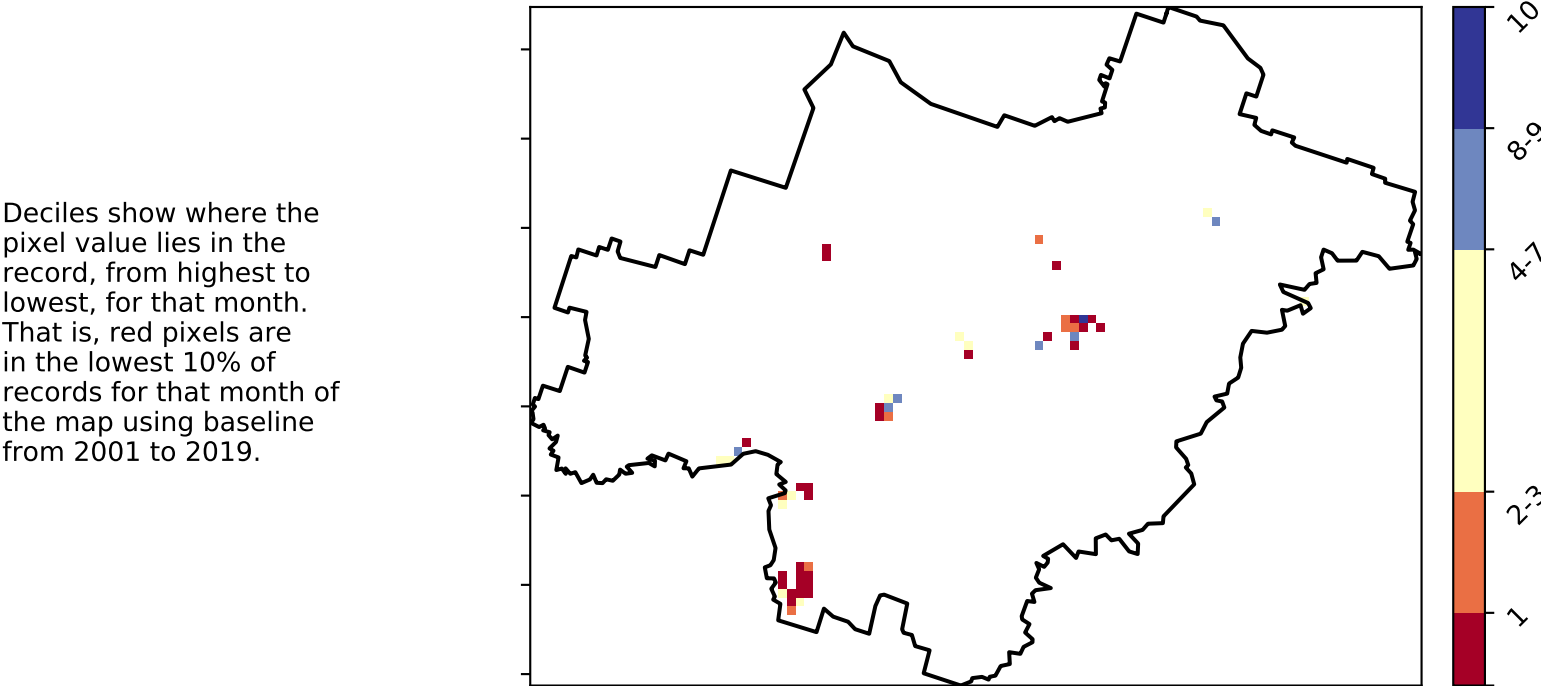 Deciles show where the
pixel value lies in the
record, from highest to
lowest, for that month.
That is, red pixels are
in the lowest 10% of
records for that month of
the map using baseline
from 2001 to 2019.
10
8-9
4-7
2-3
1